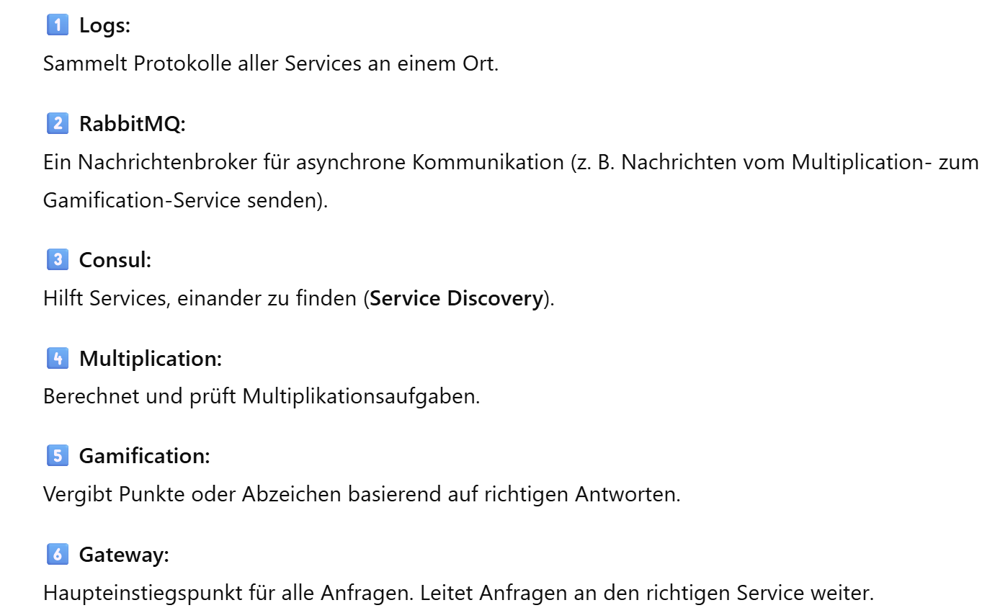 1️⃣ Logs:
Sammelt Protokolle aller Services an einem Ort.
2️⃣ RabbitMQ:
Ein Nachrichtenbroker für asynchrone Kommunikation (z. B. Nachrichten vom Multiplication- zum
Gamification-Service senden).
3️⃣ Consul:
Hilft Services, einander zu finden (Service Discovery).
4️⃣ Multiplication:
Berechnet und prüft Multiplikationsaufgaben.
5️⃣ Gamification:
Vergibt Punkte oder Abzeichen basierend auf richtigen Antworten.
6️⃣ Gateway:
Haupteinstiegspunkt für alle Anfragen. Leitet Anfragen an den richtigen Service weiter.